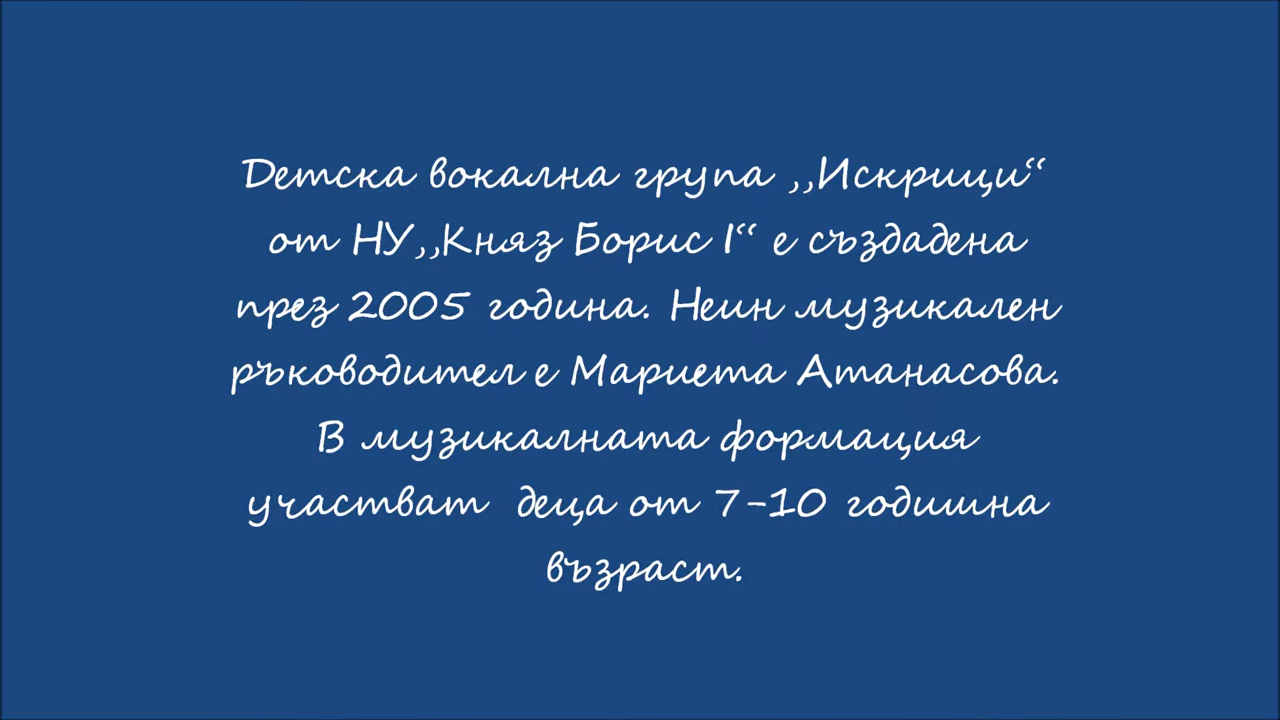 Детска вокална група ,,Искрици“
от НУ,,Княз Борис I“ е създадена
през 2005 година. Неин музикален
ръководител е Мариета Атанасова.
В музикалната формация
участват  деца от 7-10 годишна
възраст.